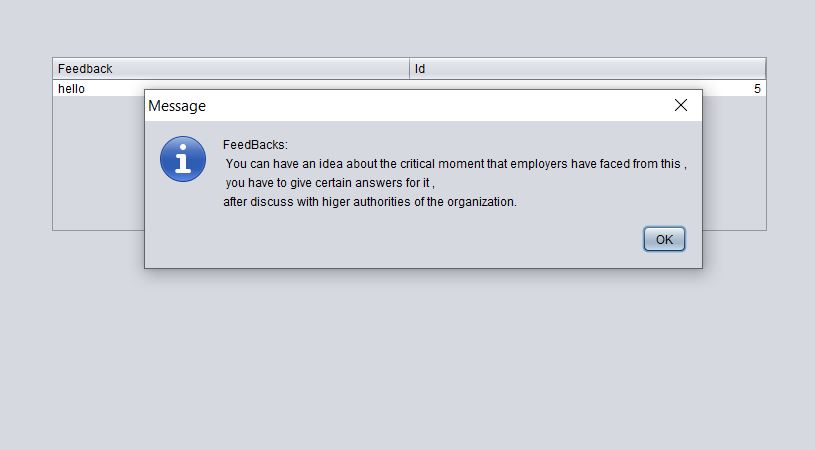 Feedback Id
hello 5
Message
FeedBacks:
You can have an idea about the critical moment that employers have faced from this ,
you have to give certain answers for it ,
after discuss with higer authorities of the organization.
OK